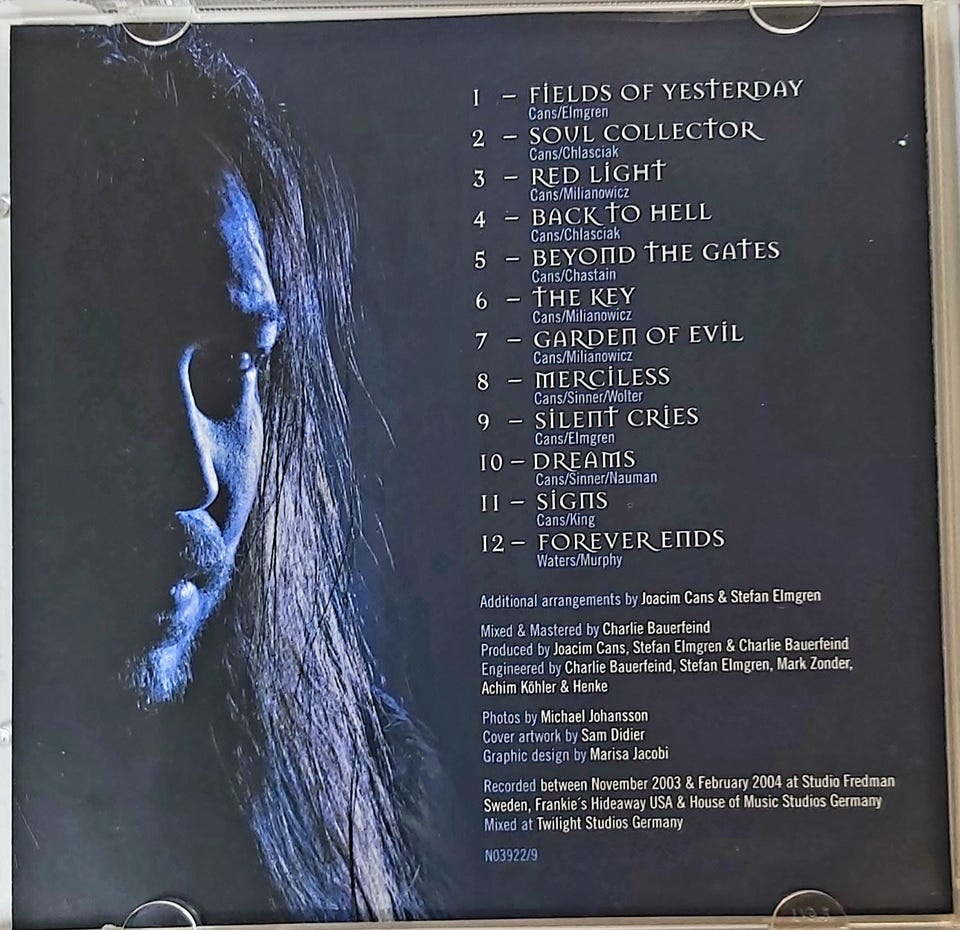 1 – FIELDS OF YESTERDAY
Cans/Elmgren
2 – SOUL COLLECTOR
Cans/Chlasciak
3 – RED LIGHT
Cans/Milianowicz
4 – BACK TO HELL
Cans/Chlasciak
5 – BEYOND THE GATES
Cans/Chastain
6 – THE KEY
Cans/Milianowicz
7 – GARDEN OF EVIL
Cans/Milianowicz
8 – MERCILESS
Cans/Sinner/Wolter
9 – SILENT CRIES
Cans/Elmgren
10 – DREAMS
Cans/Sinner/Nauman
11 – SIGNS
Cans/King
12 – FOREVER ENDS
Waters/Murphy
Additional arrangements by Joacim Cans & Stefan Elmgren
Mixed & Mastered by Charlie Bauerfeind
Produced by Joacim Cans, Stefan Elmgren & Charlie Bauerfeind
Engineered by Charlie Bauerfeind, Stefan Elmgren, Mark Zonder,
Achim Köhler & Henke
Photos by Michael Johansson
Cover artwork by Sam Didier
Graphic design by Marisa Jacobi
Recorded between November 2003 & February 2004 at Studio Fredman
Sweden, Frankie´s Hideaway USA & House of Music Studios Germany
Mixed at Twilight Studios Germany
N03922/9